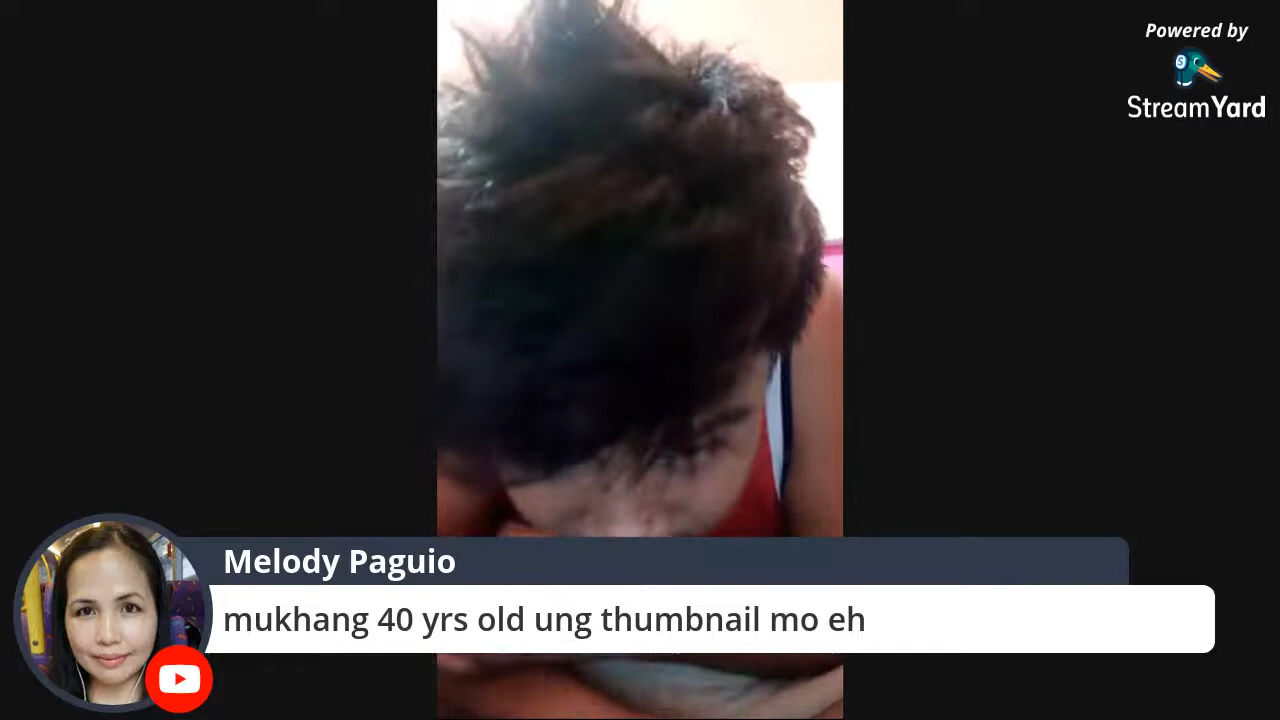 Powered by
StreamYard
Melody Paguio
mukhang 40 yrs old ung thumbnail mo eh